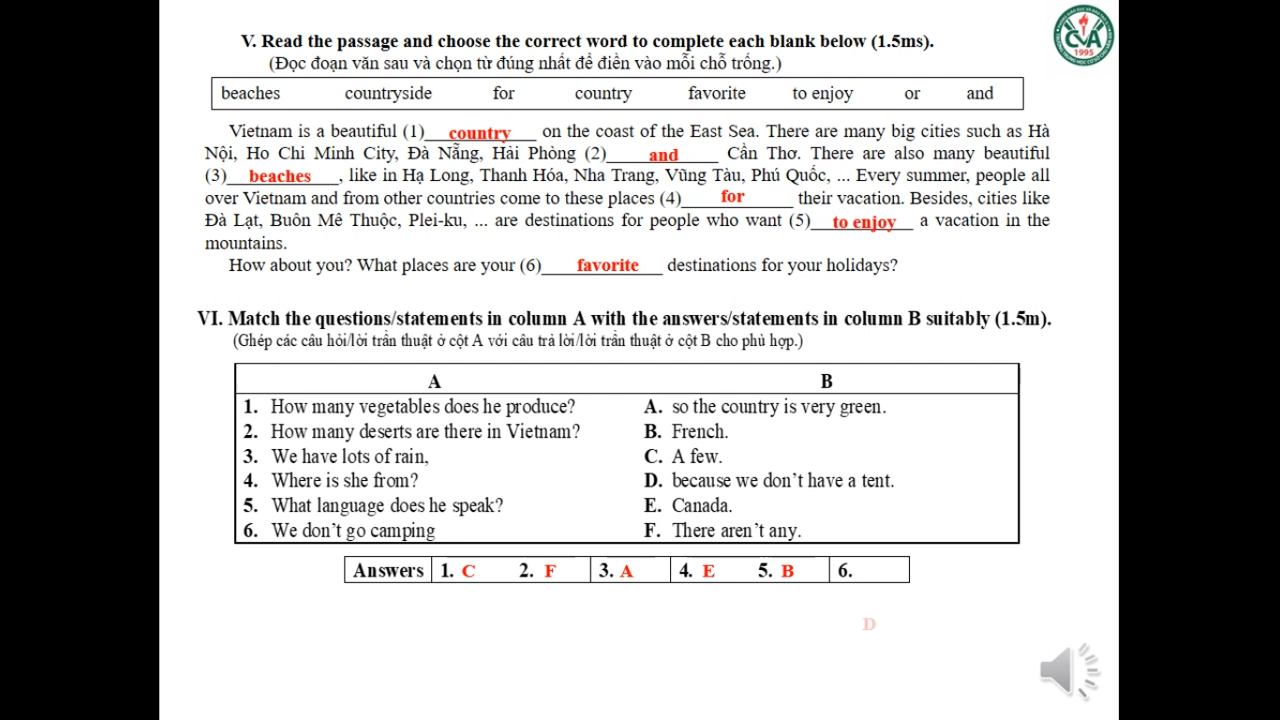 V. Read the passage and choose the correct word to complete each blank below (1.5ms).
(Đọc đoạn văn sau và chọn từ đúng nhất để điền vào mỗi chỗ trống.)
beaches countryside for country favorite to enjoy or and
Vietnam is a beautiful (1)__country__ on the coast of the East Sea. There are many big cities such as Hà
Nội, Ho Chi Minh City, Đà Nẵng, Hải Phòng (2)__and__ Cần Thơ. There are also many beautiful
(3)__beaches__, like in Hạ Long, Thanh Hóa, Nha Trang, Vũng Tàu, Phú Quốc, ... Every summer, people all
over Vietnam and from other countries come to these places (4)__for__ their vacation. Besides, cities like
Đà Lạt, Buôn Mê Thuộc, Plei-ku, ... are destinations for people who want (5)__to enjoy__ a vacation in the
mountains.
How about you? What places are your (6)__favorite__ destinations for your holidays?
VI. Match the questions/statements in column A with the answers/statements in column B suitably (1.5m).
(Ghép các câu hỏi/lời trần thuật ở cột A với câu trả lời/lời trần thuật ở cột B cho phù hợp.)
A B
1. How many vegetables does he produce? A. so the country is very green.
2. How many deserts are there in Vietnam? B. French.
3. We have lots of rain, C. A few.
4. Where is she from? D. because we don't have a tent.
5. What language does he speak? E. Canada.
6. We don't go camping F. There aren't any.
Answers 1. C 2. F 3. A 4. E 5. B 6.
D
CVA
1995